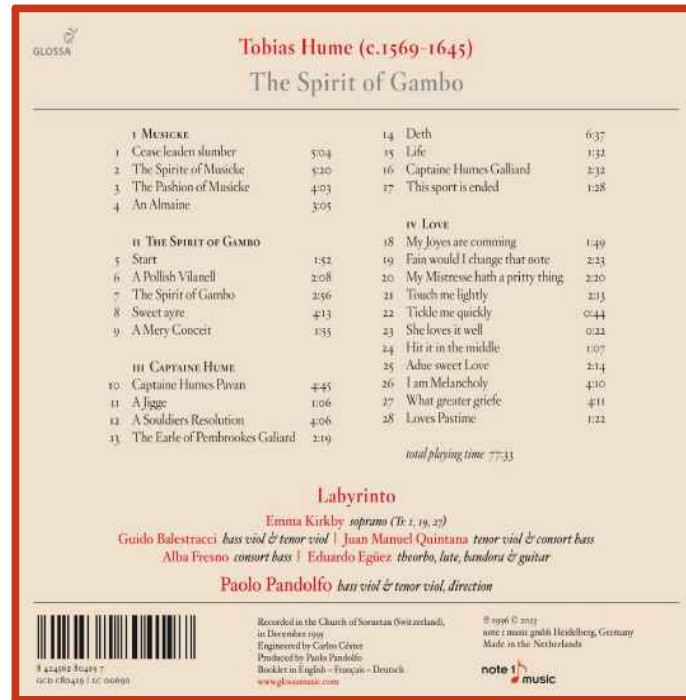 GLOSSA
Tobias Hume (c.1569-1645)
The Spirit of Gambo
I MUSICKE
1 Cease leaden slumber 5:04
2 The Spirite of Musicke 5:20
3 The Pashion of Musicke 4:03
4 An Almaine 3:05
II THE SPIRIT OF GAMBO
5 Start 1:52
6 A Pollish Vilanell 2:08
7 The Spirit of Gambo 2:56
8 Sweet ayre 4:13
9 A Mery Conceit 1:55
III CAPTAINE HUME
10 Captaine Humes Pavan 4:45
11 A Jigge 1:06
12 A Souldiers Resolution 4:06
13 The Earle of Pembrookes Galiard 2:19
14 Deth 6:37
15 Life 1:32
16 Captaine Humes Galliard 2:32
17 This sport is ended 1:28
IV LOVE
18 My Joyes are comming 1:49
19 Fain would I change that note 2:23
20 My Mistresse hath a pritty thing 2:20
21 Touch me lightly 2:13
22 Tickle me quickly 0:44
23 She loves it well 0:22
24 Hit it in the middle 1:07
25 Adue sweet Love 2:14
26 I am Melancholy 4:10
27 What greater griefe 4:11
28 Loves Pastime 1:22
total playing time 77:33
Labyrinto
Emma Kirkby soprano (Tr. 1, 19, 27)
Guido Balestracci bass viol & tenor viol | Juan Manuel Quintana tenor viol & consort bass
Alba Fresno consort bass | Eduardo Egüez theorbo, lute, bandora & guitar
Paolo Pandolfo bass viol & tenor viol, direction
8 424562 80419 7
GCD C80419 | LC 00690
Recorded in the Church of Sornetan (Switzerland),
in December 1995
Engineered by Carlos Céster
Produced by Paolo Pandolfo
Booklet in English – Français – Deutsch
www.glossamusic.com
℗ 1996 © 2023
note 1 music gmbh Heidelberg, Germany
Made in the Netherlands
note 1 music